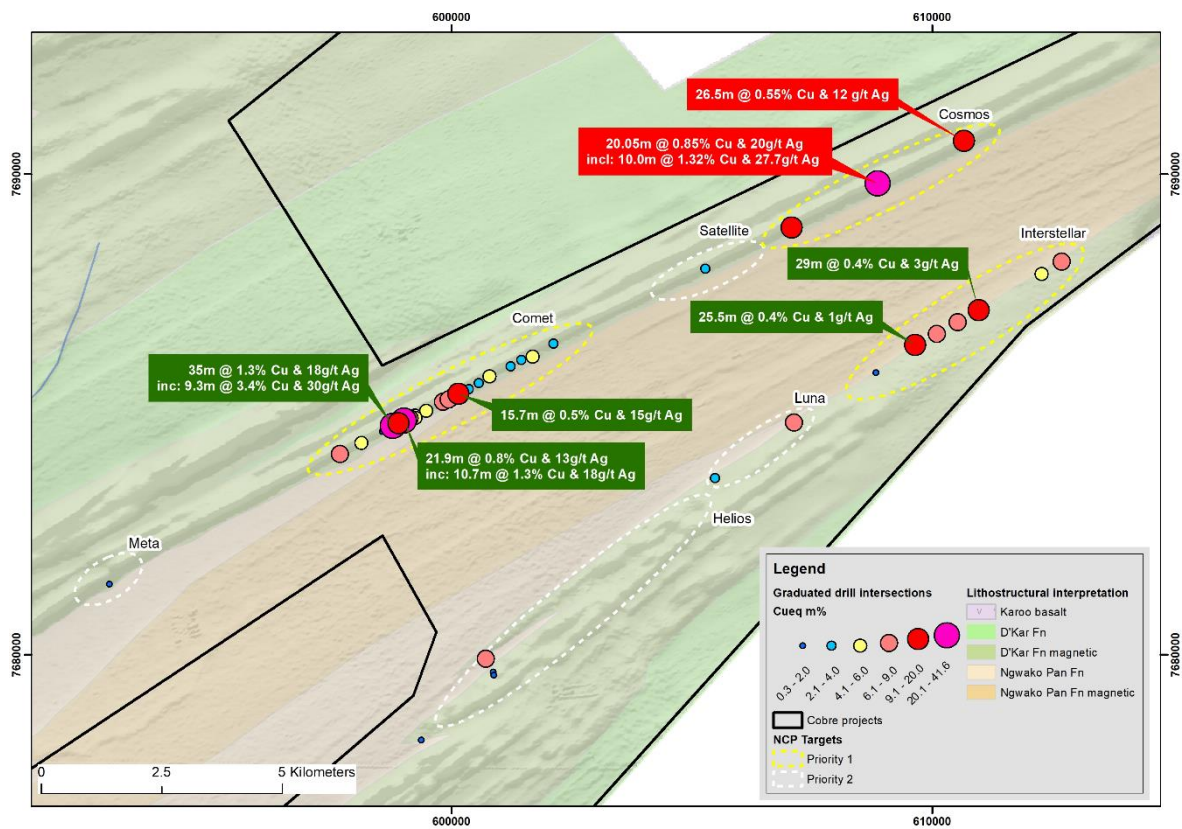 600000
610000
26.5m @ 0.55% Cu & 12 g/t Ag
Cosmos
20.05m @ 0.85% Cu & 20g/t Ag
incl: 10.0m @ 1.32% Cu & 27.7g/t Ag
7690000
7690000
Satellite
Interstellar
29m @ 0.4% Cu & 3g/t Ag
25.5m @ 0.4% Cu & 1g/t Ag
Comet
35m @ 1.3% Cu & 18g/t Ag
inc: 9.3m @ 3.4% Cu & 30g/t Ag
15.7m @ 0.5% Cu & 15g/t Ag
Luna
21.9m @ 0.8% Cu & 13g/t Ag
inc: 10.7m @ 1.3% Cu & 18g/t Ag
Helios
Meta
7680000
7680000
Legend
Graduated drill intersections
Cueq m%
0.3 - 2.0
2.1 - 4.0
4.1 - 6.0
6.1 - 9.0
9.1 - 20.0
20.1 - 41.6
Cobre projects
NCP Targets
Priority 1
Priority 2
Lithostructural interpretation
v Karoo basalt
D'Kar Fn
D'Kar Fn magnetic
Ngwako Pan Fn
Ngwako Pan Fn magnetic
0 2.5 5 Kilometers
600000
610000